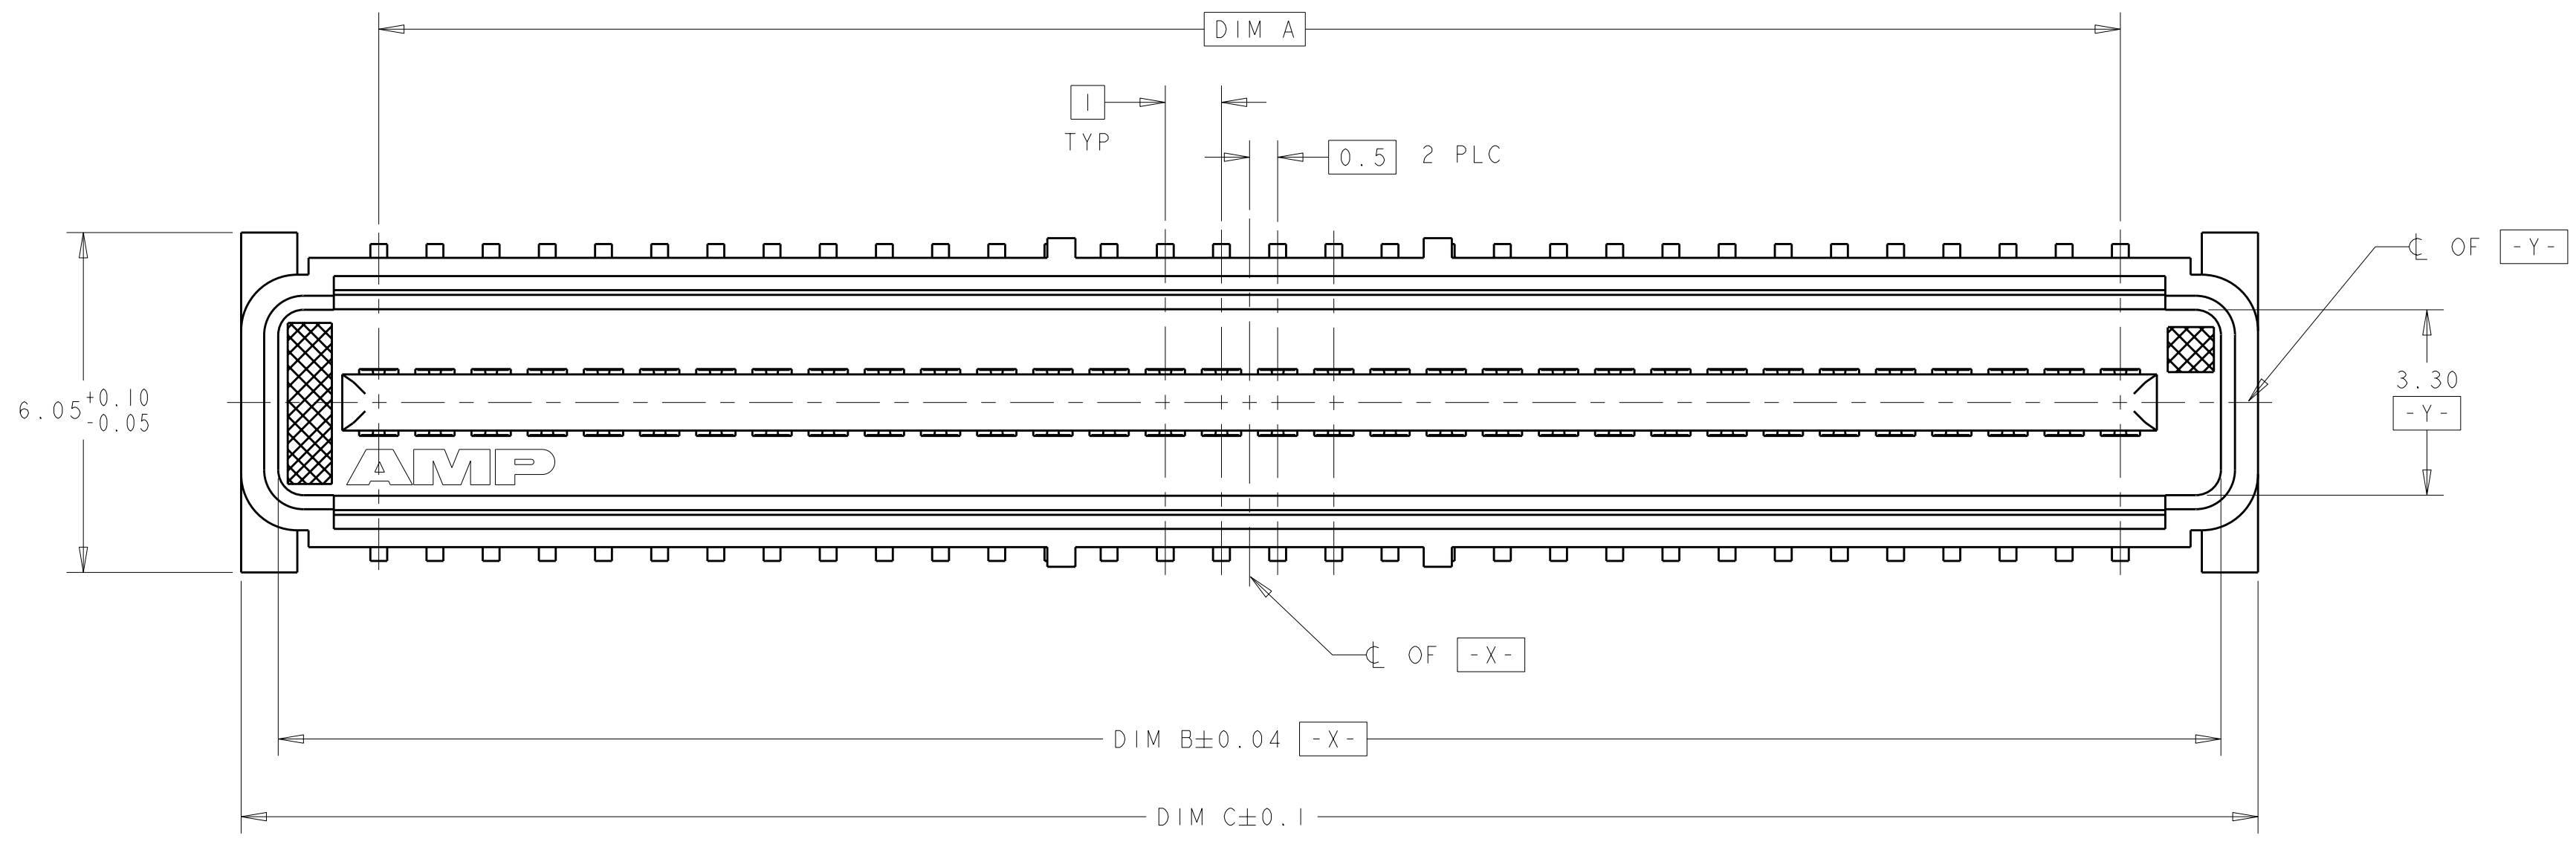 DIM A
1
TYP
0.5 2 PLC
℄ OF -Y-
6.05 +0.10
-0.05
3.30
-Y-
AMP
℄ OF -X-
DIM B±0.04 -X-
DIM C±0.1